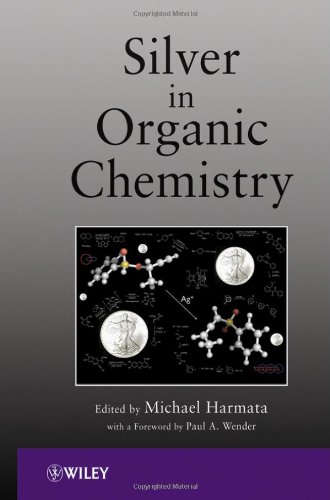 Silver
in
Organic
Chemistry
Ag⁺
Edited by Michael Harmata
with a Foreword by Paul A. Wender
WILEY